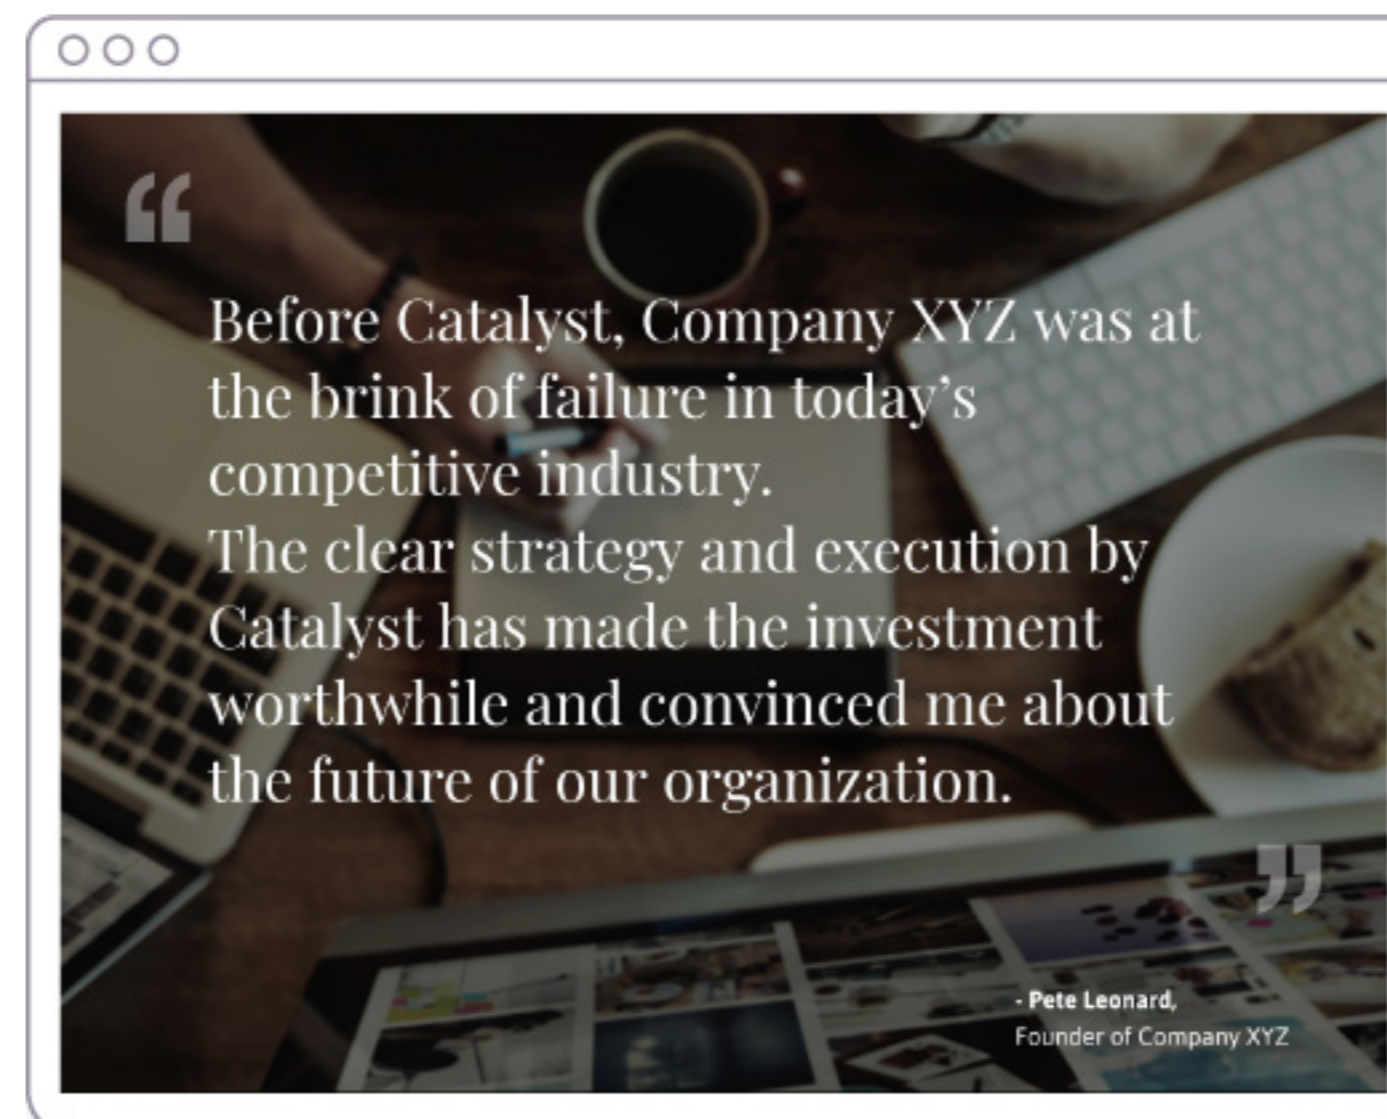 “
Before Catalyst, Company XYZ was at
the brink of failure in today’s
competitive industry.
The clear strategy and execution by
Catalyst has made the investment
worthwhile and convinced me about
the future of our organization.
”
- Pete Leonard,
Founder of Company XYZ